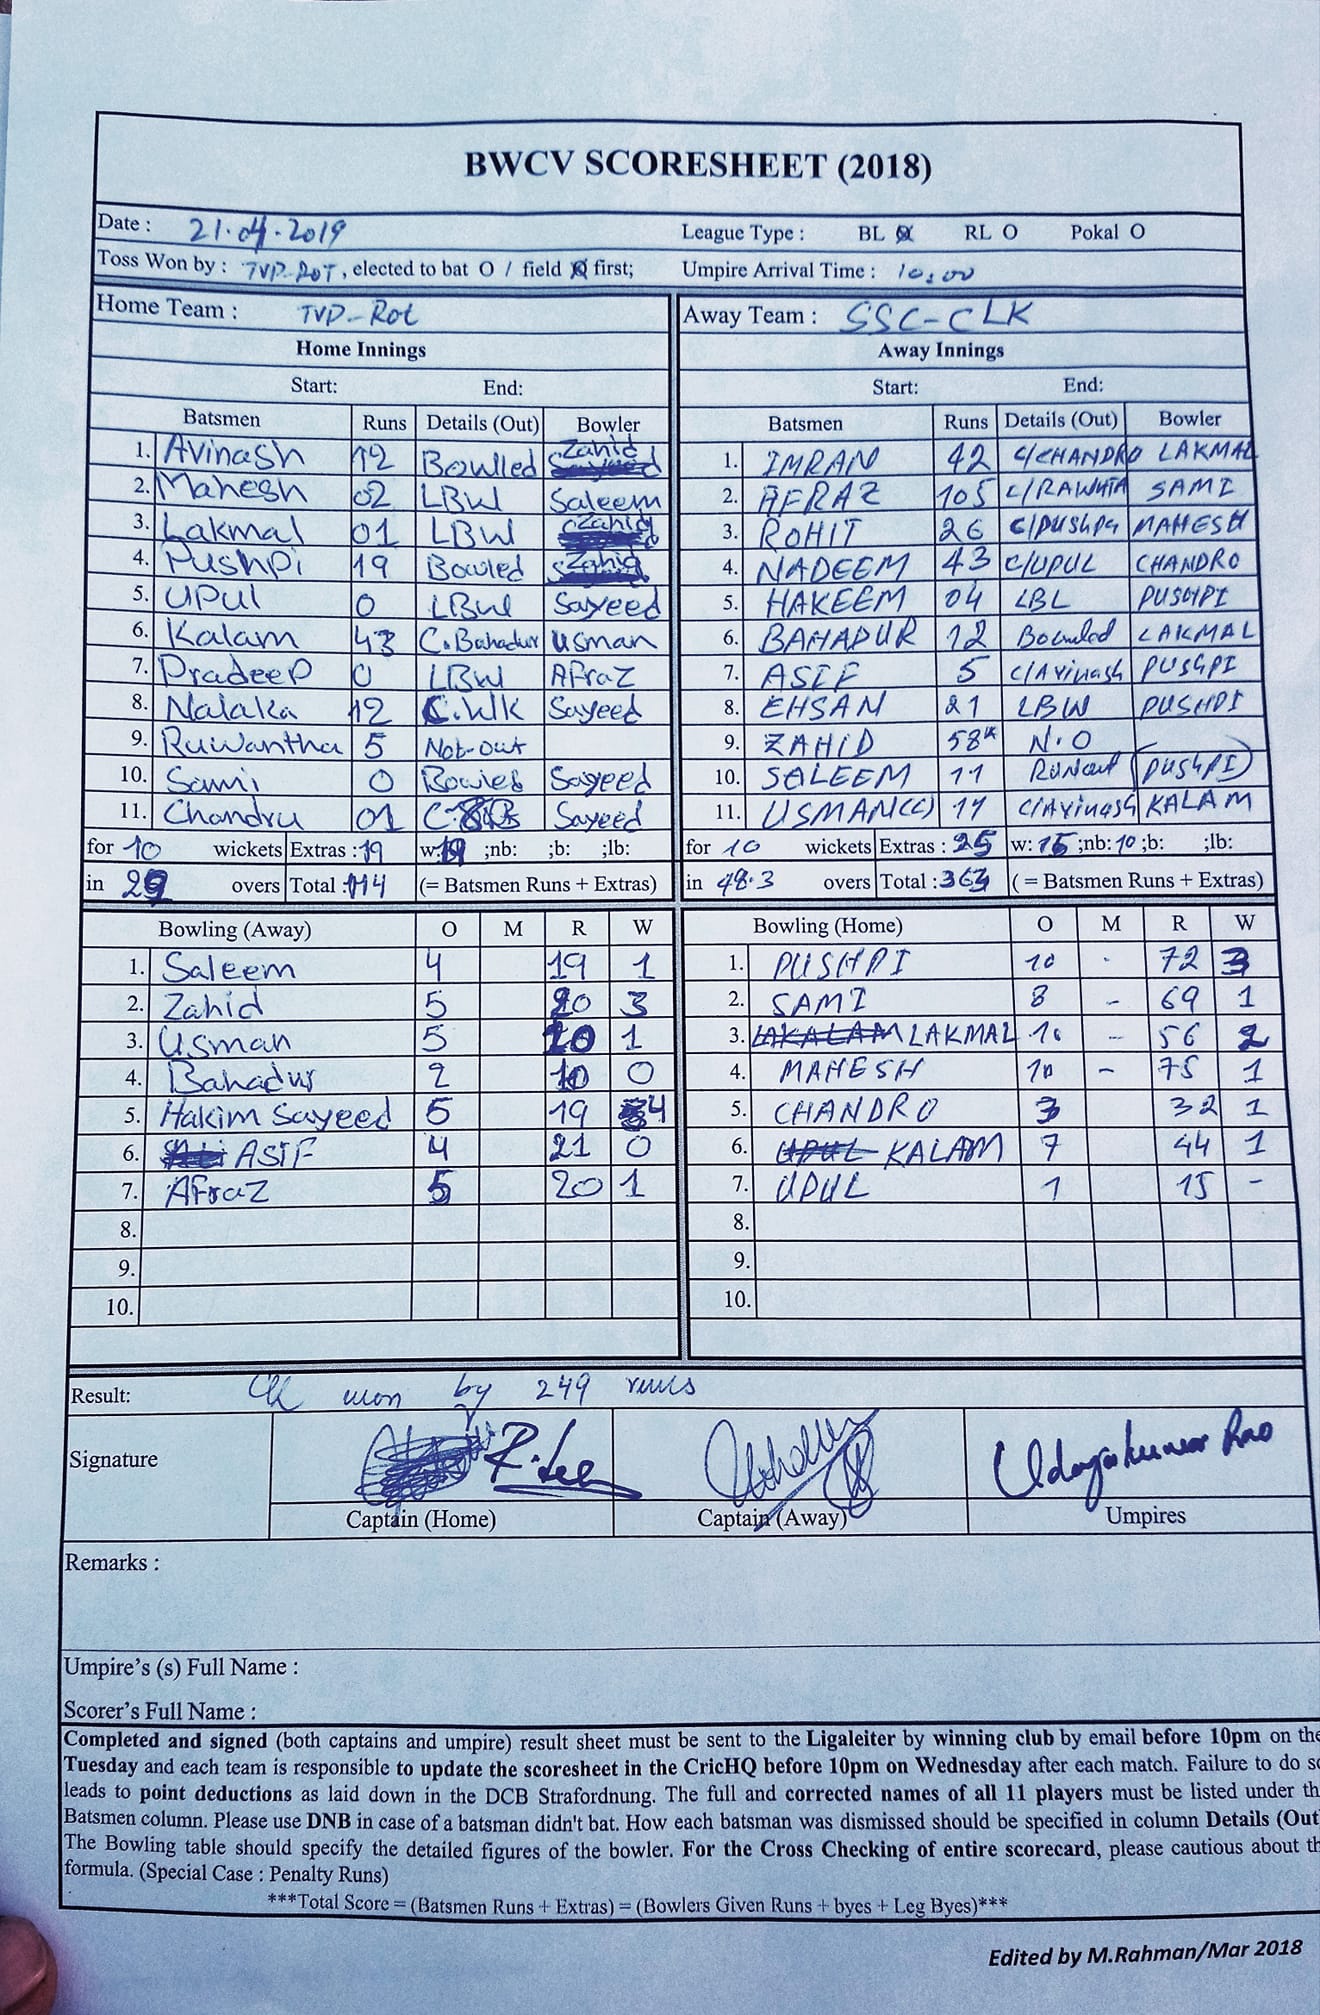 BWCV SCORESHEET (2018)
Date : 21.04.2019 League Type : BL RL O Pokal O
Toss Won by : TVP-ROT, elected to bat O / field first; Umpire Arrival Time : 10:00
Home Team : TVP-Rot Away Team : SSC-CLK
Home Innings Away Innings
Start: End: Start: End:
Batsmen Runs Details (Out) Bowler Batsmen Runs Details (Out) Bowler
1. Avinash 12 Bowlled Zahid 1. IMRAN 42 C/CHANDRO LAKMAL
2. Mahesh 02 LBW Saleem 2. AFRAZ 105 C/RAWNTA SAMI
3. Lakmal 01 LBW Zahid 3. ROHIT 26 C/PUSHPA MAHESH
4. Pushpi 19 Bowled Zahid 4. NADEEM 43 C/UPUL CHANDRO
5. UPUL 0 LBW Sayeed 5. HAKEEM 04 LBL PUSHPI
6. Kalam 43 C.Bahadur Usman 6. BAHADUR 12 Bowled LAKMAL
7. Pradeep 0 LBW Afraz 7. ASIF 5 C/Avinash PUSHPI
8. Nalaka 12 C.WK Sayeed 8. EHSAN 21 LBW PUSHPI
9. Ruwantha 5 Not-out 9. ZAHID 58* N.O
10. Sami 0 Bowled Sayeed 10. SALEEM 11 Runout (PUSHPI)
11. Chandru 01 C. Sayeed 11. USMAN(C) 11 C/Avinash KALAM
for 10 wickets Extras : 19 w: 19 ;nb: ;b: ;lb: for 10 wickets Extras : 25 w: 15 ;nb: 10 ;b: ;lb:
in 29 overs Total : 114 (= Batsmen Runs + Extras) in 48.3 overs Total : 363 ( = Batsmen Runs + Extras)
Bowling (Away) O M R W Bowling (Home) O M R W
1. Saleem 4 19 1 1. PUSHPI 10 - 72 3
2. Zahid 5 20 3 2. SAMI 8 - 69 1
3. Usman 5 20 1 3. LAKALAM LAKMAL 10 - 56 2
4. Bahadur 2 10 0 4. MAHESH 10 - 75 1
5. Hakim Sayeed 5 19 4 5. CHANDRO 3 32 1
6. ASIF 4 21 0 6. UPUL KALAM 7 44 1
7. Afraz 5 20 1 7. UPUL 1 15 -
8. 8.
9. 9.
10. 10.
Result: won by 249 runs
Signature Udayakumar Rao
Captain (Home) Captain (Away) Umpires
Remarks :
Umpire's (s) Full Name :
Scorer's Full Name :
Completed and signed (both captains and umpire) result sheet must be sent to the Ligaleiter by winning club by email before 10pm on the
Tuesday and each team is responsible to update the scoresheet in the CricHQ before 10pm on Wednesday after each match. Failure to do so
leads to point deductions as laid down in the DCB Strafordnung. The full and corrected names of all 11 players must be listed under th
Batsmen column. Please use DNB in case of a batsman didn't bat. How each batsman was dismissed should be specified in column Details (Out
The Bowling table should specify the detailed figures of the bowler. For the Cross Checking of entire scorecard, please cautious about th
formula. (Special Case : Penalty Runs)
***Total Score = (Batsmen Runs + Extras) = (Bowlers Given Runs + byes + Leg Byes)***
Edited by M.Rahman/Mar 2018